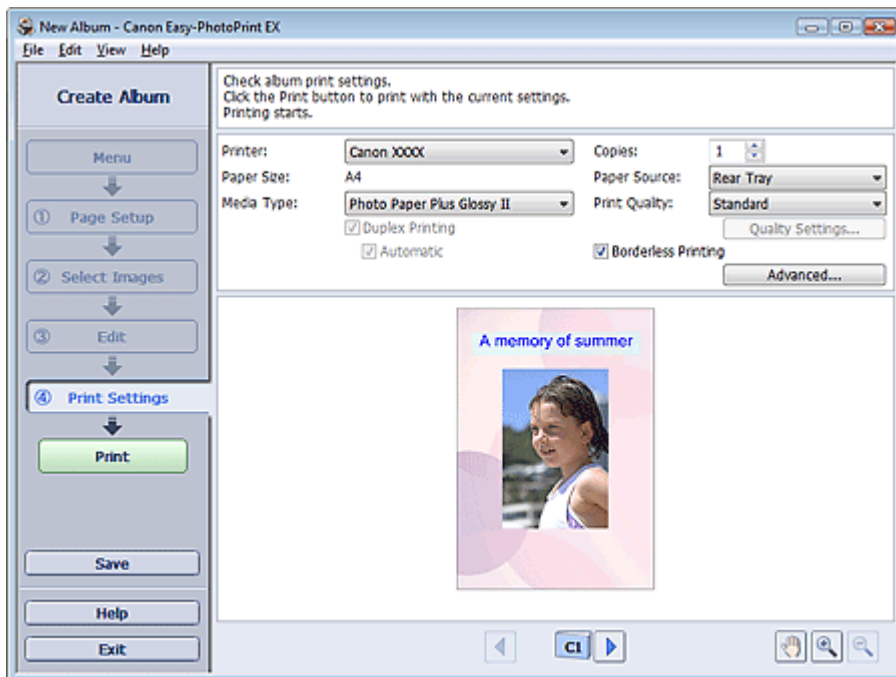 New Album - Canon Easy-PhotoPrint EX
File Edit View Help
Create Album
Menu
① Page Setup
② Select Images
③ Edit
④ Print Settings
Print
Save
Help
Exit
Check album print settings.
Click the Print button to print with the current settings.
Printing starts.
Printer: Canon XXXX Copies: 1
Paper Size: A4 Paper Source: Rear Tray
Media Type: Photo Paper Plus Glossy II Print Quality: Standard
Duplex Printing Quality Settings...
Automatic Borderless Printing
Advanced...
A memory of summer
C1